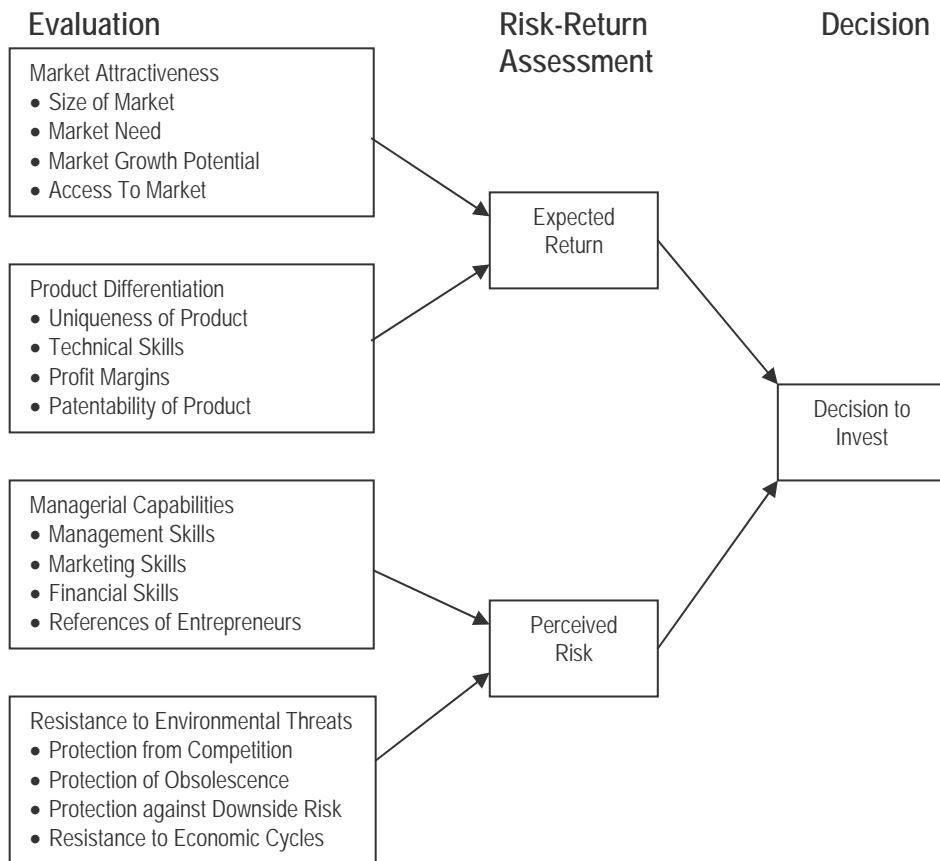 Evaluation
Risk-Return
Assessment
Decision
Market Attractiveness
• Size of Market
• Market Need
• Market Growth Potential
• Access To Market
Product Differentiation
• Uniqueness of Product
• Technical Skills
• Profit Margins
• Patentability of Product
Managerial Capabilities
• Management Skills
• Marketing Skills
• Financial Skills
• References of Entrepreneurs
Resistance to Environmental Threats
• Protection from Competition
• Protection of Obsolescence
• Protection against Downside Risk
• Resistance to Economic Cycles
Expected
Return
Perceived
Risk
Decision to
Invest